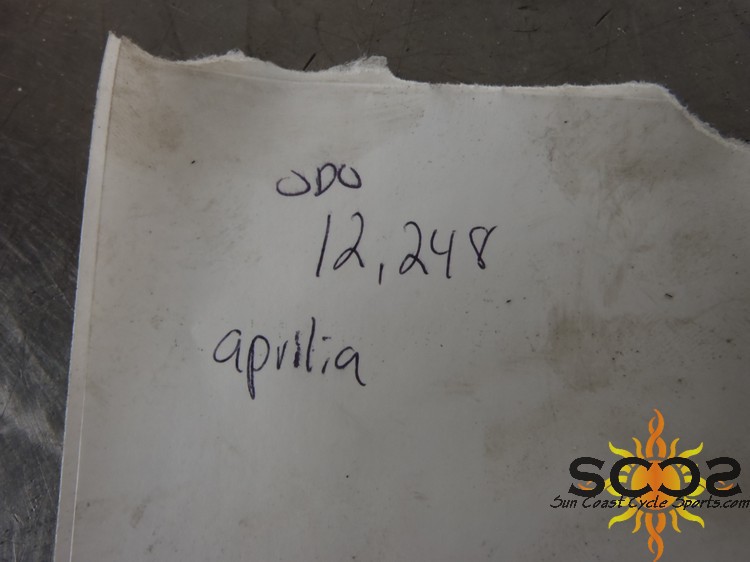 ODO
12,248
aprilia
SCCS
Sun Coast Cycle Sports.com